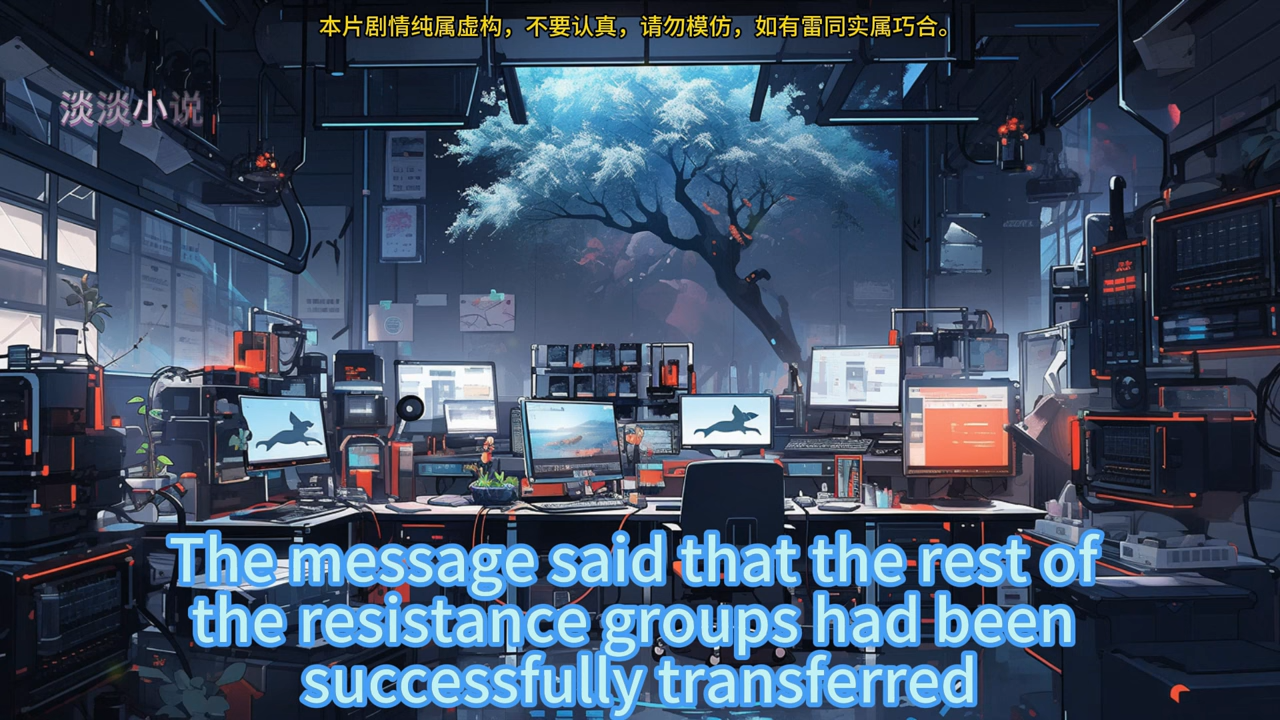 本片剧情纯属虚构，不要认真，请勿模仿，如有雷同实属巧合。
淡淡小说
The message said that the rest of
the resistance groups had been
successfully transferred